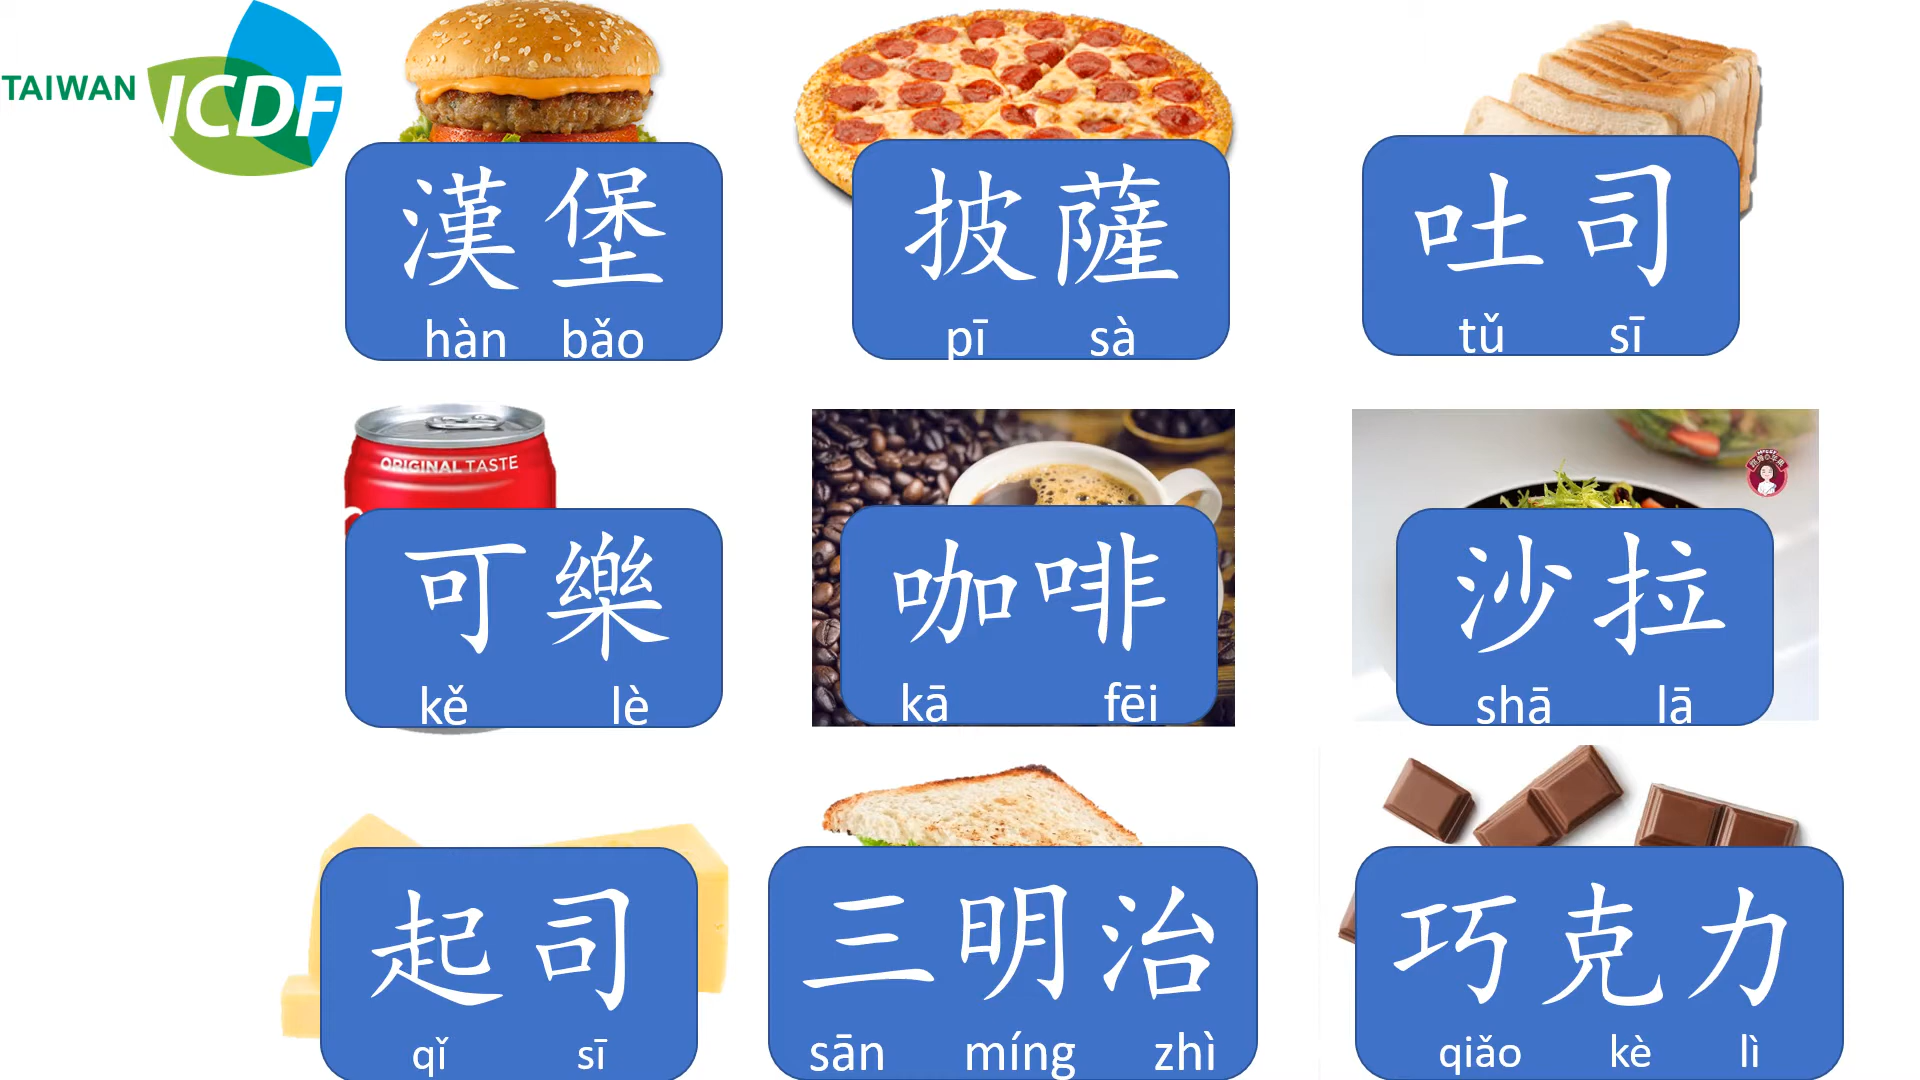 TAIWAN ICDF
漢堡
hàn bǎo
披薩
pī sà
吐司
tǔ sī
ORIGINAL TASTE
可樂
kě lè
咖啡
kā fēi
沙拉
shā lā
起司
qǐ sī
三明治
sān míng zhì
巧克力
qiǎo kè lì